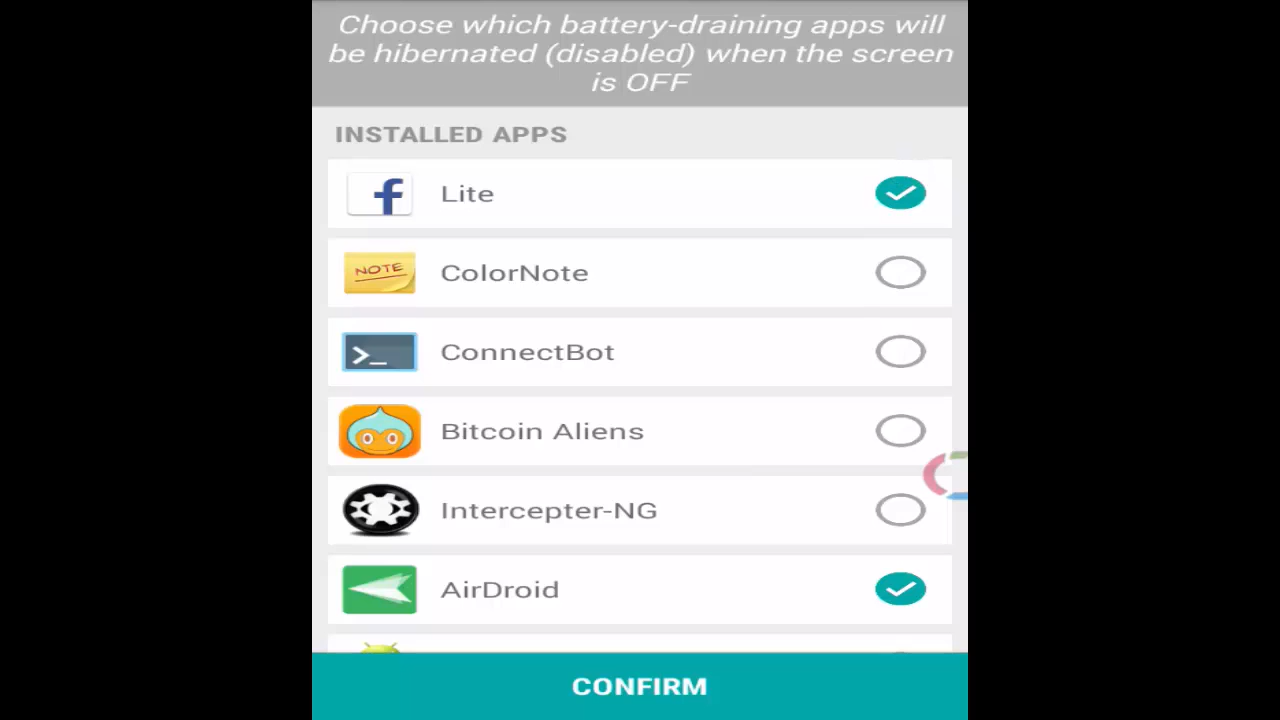 Choose which battery-draining apps will
be hibernated (disabled) when the screen
is OFF
INSTALLED APPS
f Lite
NOTE ColorNote
>_ ConnectBot
Bitcoin Aliens
Intercepter-NG
AirDroid
CONFIRM